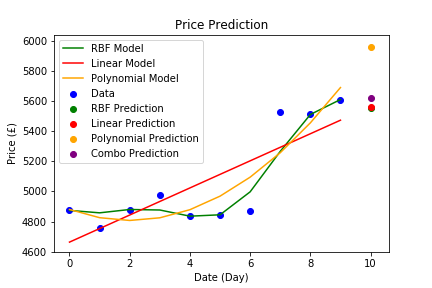 Price Prediction
6000
5800
5600
5400
5200
5000
4800
4600
Price (£)
RBF Model
Linear Model
Polynomial Model
Data
RBF Prediction
Linear Prediction
Polynomial Prediction
Combo Prediction
0 2 4 6 8 10
Date (Day)